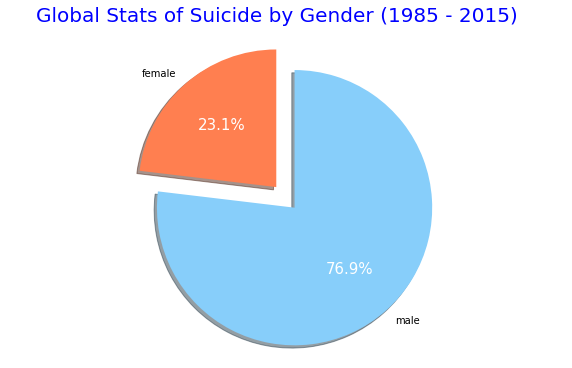 Global Stats of Suicide by Gender (1985 - 2015)
female
23.1%
76.9%
male